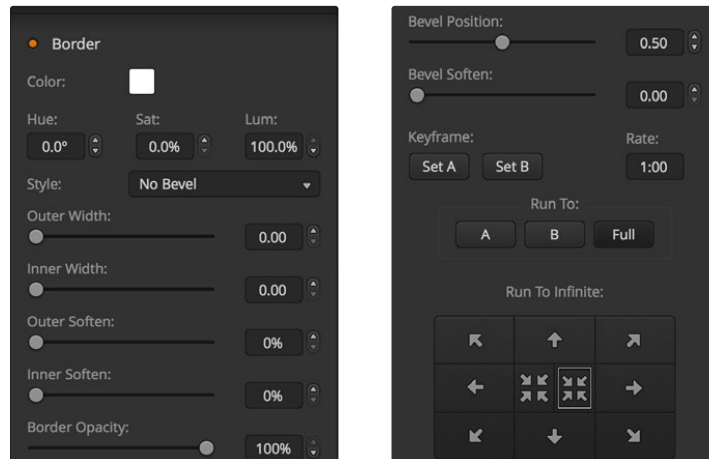 Border
Color:
Hue: Sat: Lum:
0.0° 0.0% 100.0%
Style: No Bevel
Outer Width:
0.00
Inner Width:
0.00
Outer Soften:
0%
Inner Soften:
0%
Border Opacity:
100%
Bevel Position:
0.50
Bevel Soften:
0.00
Keyframe: Rate:
Set A Set B 1:00
Run To:
A B Full
Run To Infinite: